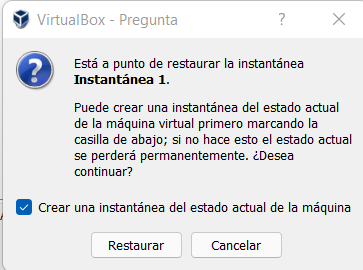 VirtualBox - Pregunta
Está a punto de restaurar la instantánea
Instantánea 1.
Puede crear una instantánea del estado actual
de la máquina virtual primero marcando la
casilla de abajo; si no hace esto el estado actual
se perderá permanentemente. ¿Desea
continuar?
Crear una instantánea del estado actual de la máquina
Restaurar Cancelar